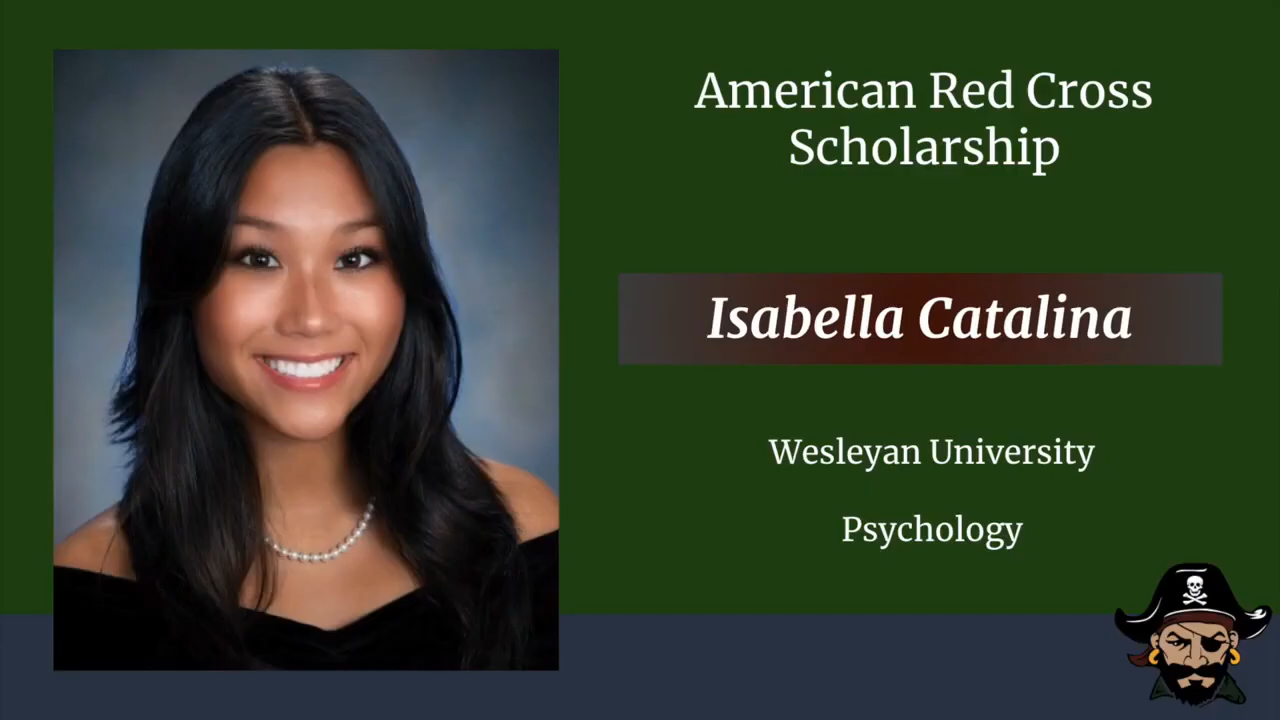 American Red Cross
Scholarship
Isabella Catalina
Wesleyan University
Psychology